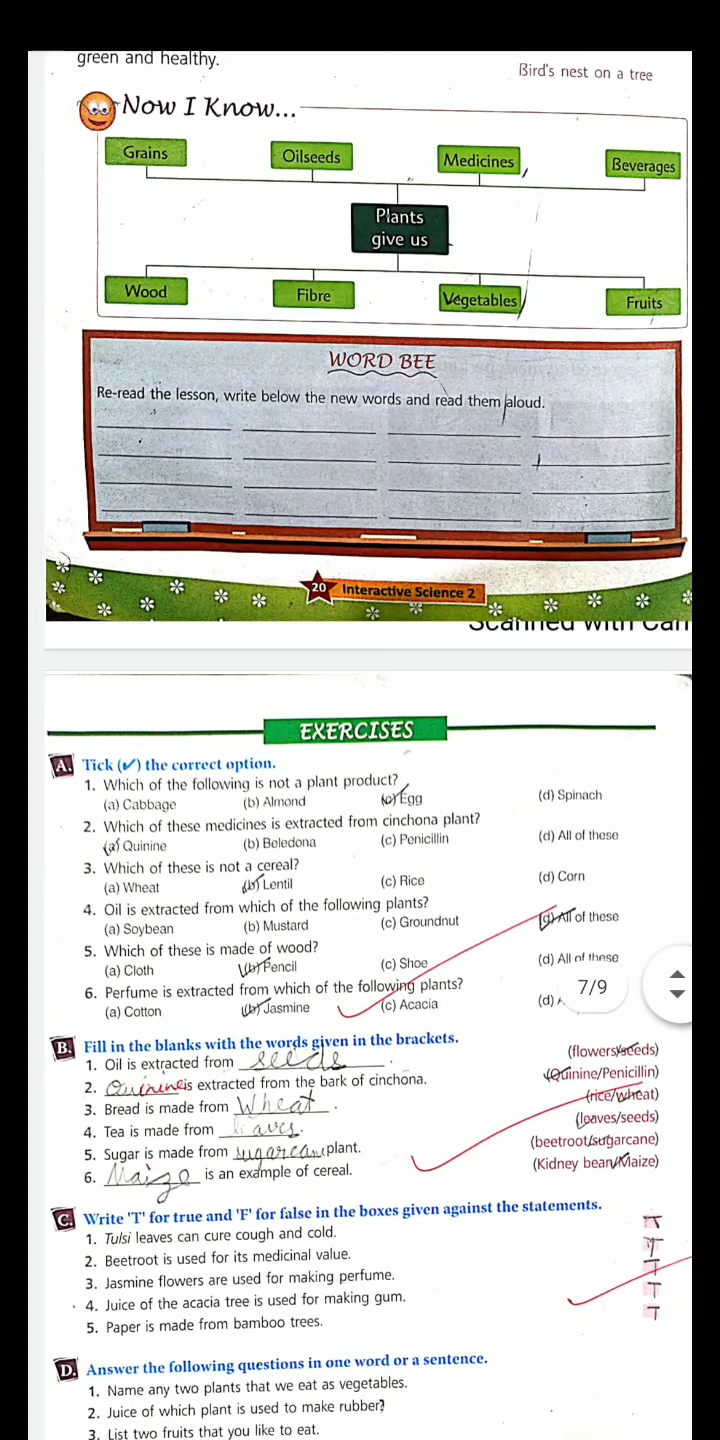 green and healthy.
Bird's nest on a tree
Now I Know...
Grains Oilseeds Medicines Beverages
Plants
give us
Wood Fibre Vegetables Fruits
WORD BEE
Re-read the lesson, write below the new words and read them aloud.
20 Interactive Science 2
Scanned with Cam
EXERCISES
A. Tick (✓) the correct option.
1. Which of the following is not a plant product?
(a) Cabbage (b) Almond (c) Egg (d) Spinach
2. Which of these medicines is extracted from cinchona plant?
(a) Quinine (b) Beledona (c) Penicillin (d) All of these
3. Which of these is not a cereal?
(a) Wheat (b) Lentil (c) Rice (d) Corn
4. Oil is extracted from which of the following plants?
(a) Soybean (b) Mustard (c) Groundnut (d) All of these
5. Which of these is made of wood?
(a) Cloth (b) Pencil (c) Shoe (d) All of these
7/9
6. Perfume is extracted from which of the following plants?
(a) Cotton (b) Jasmine (c) Acacia (d)
B. Fill in the blanks with the words given in the brackets.
1. Oil is extracted from seeds. (flowers/seeds)
2. Quinine is extracted from the bark of cinchona. (Quinine/Penicillin)
3. Bread is made from Wheat. (rice/wheat)
4. Tea is made from leaves. (leaves/seeds)
5. Sugar is made from sugarcane plant. (beetroot/sugarcane)
6. Maize is an example of cereal. (Kidney bean/Maize)
C. Write 'T' for true and 'F' for false in the boxes given against the statements.
1. Tulsi leaves can cure cough and cold. T
2. Beetroot is used for its medicinal value. T
3. Jasmine flowers are used for making perfume. T
4. Juice of the acacia tree is used for making gum. T
5. Paper is made from bamboo trees. T
D. Answer the following questions in one word or a sentence.
1. Name any two plants that we eat as vegetables.
2. Juice of which plant is used to make rubber?
3. List two fruits that you like to eat.